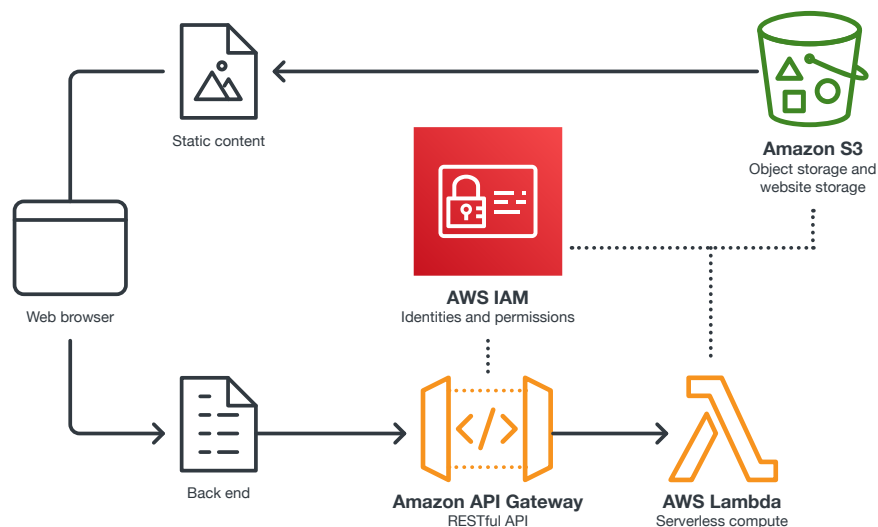 Static content
Amazon S3
Object storage and
website storage
AWS IAM
Identities and permissions
Web browser
Back end
Amazon API Gateway
RESTful API
AWS Lambda
Serverless compute